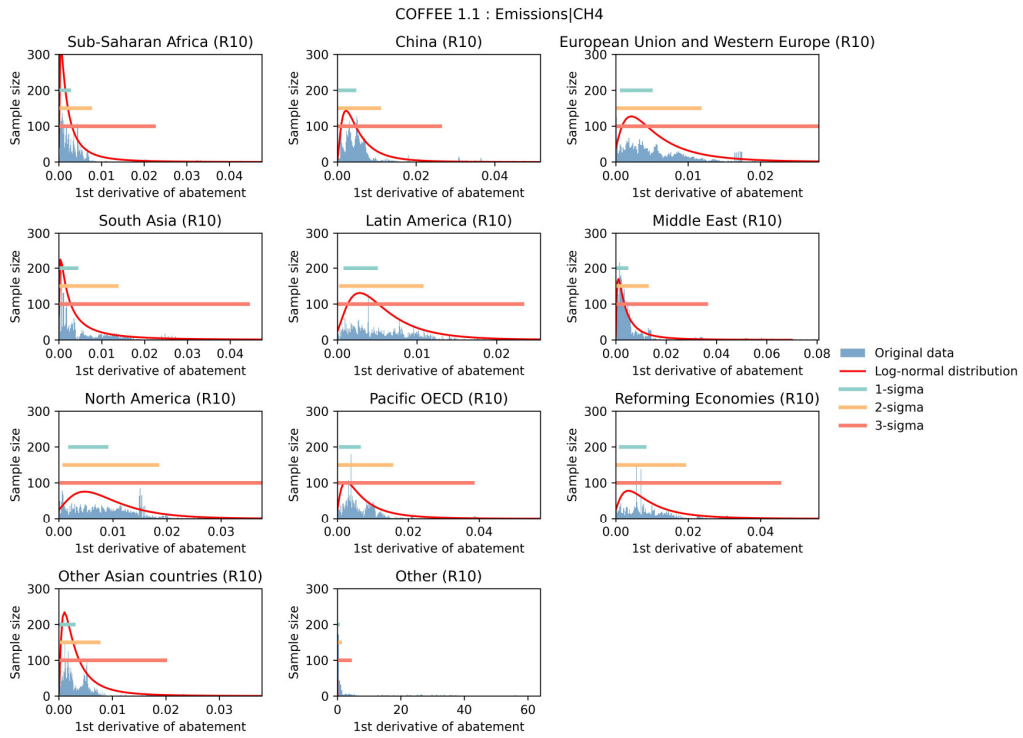 COFFEE 1.1 : Emissions|CH4
Sub-Saharan Africa (R10)
China (R10)
European Union and Western Europe (R10)
300
200
100
0
Sample size
0.00 0.01 0.02 0.03 0.04
1st derivative of abatement
300
200
100
0
Sample size
0.00 0.02 0.04
1st derivative of abatement
300
200
100
0
Sample size
0.00 0.01 0.02
1st derivative of abatement
South Asia (R10)
Latin America (R10)
Middle East (R10)
300
200
100
0
Sample size
0.00 0.01 0.02 0.03 0.04
1st derivative of abatement
300
200
100
0
Sample size
0.00 0.01 0.02
1st derivative of abatement
300
200
100
0
Sample size
0.00 0.02 0.04 0.06 0.08
1st derivative of abatement
Original data
Log-normal distribution
1-sigma
2-sigma
3-sigma
North America (R10)
Pacific OECD (R10)
Reforming Economies (R10)
300
200
100
0
Sample size
0.00 0.01 0.02 0.03
1st derivative of abatement
300
200
100
0
Sample size
0.00 0.02 0.04
1st derivative of abatement
300
200
100
0
Sample size
0.00 0.02 0.04
1st derivative of abatement
Other Asian countries (R10)
Other (R10)
300
200
100
0
Sample size
0.00 0.01 0.02 0.03
1st derivative of abatement
300
200
100
0
Sample size
0 20 40 60
1st derivative of abatement